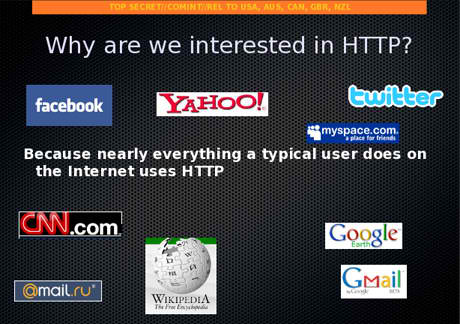 TOP SECRET//COMINT//REL TO USA, AUS, CAN, GBR, NZL
Why are we interested in HTTP?
facebook
YAHOO!
twitter
myspace.com
a place for friends
Because nearly everything a typical user does on
the Internet uses HTTP
CNN.com
Google
Earth
@mail.ru
WIKIPEDIA
The Free Encyclopedia
Gmail
by Google